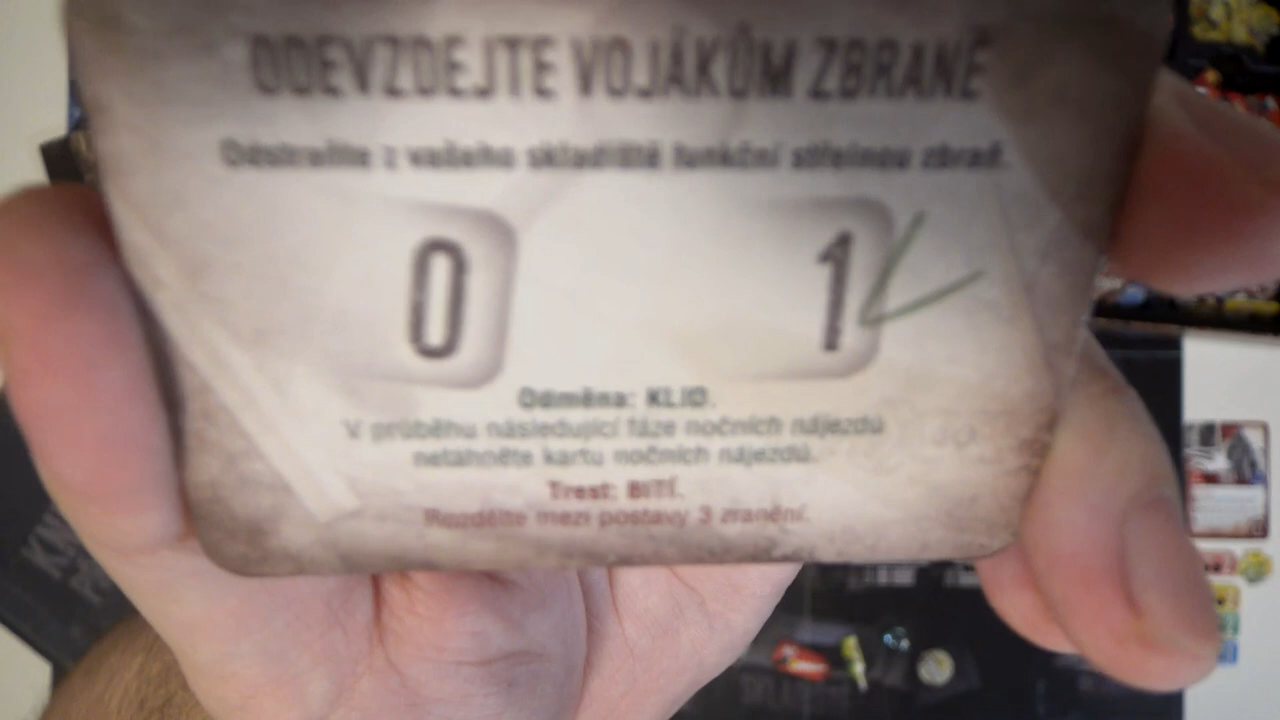 ODEVZDEJTE VOJÁKŮM ZBRANĚ
Odstraňte z vašeho skladiště funkční střelnou zbraň.
0 1
Odměna: KLID.
V průběhu následující fáze nočních nájezdů
netáhněte kartu nočních nájezdů.
Trest: BITÍ.
Rozdělte mezi postavy 3 zranění.